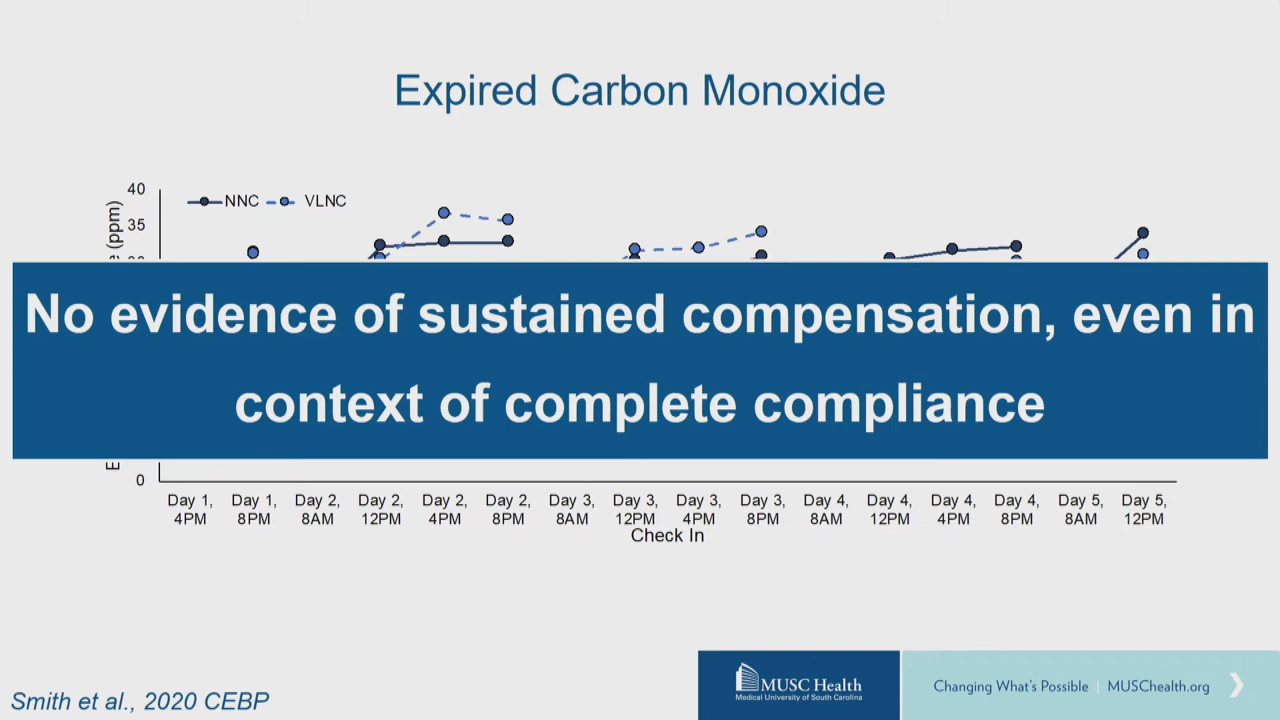 Expired Carbon Monoxide
40
NNC
VLNC
35
(ppm)
No evidence of sustained compensation, even in
context of complete compliance
0
Day 1, Day 1, Day 2, Day 2, Day 2, Day 2, Day 3, Day 3, Day 3, Day 3, Day 4, Day 4, Day 4, Day 4, Day 5, Day 5,
4PM 8PM 8AM 12PM 4PM 8PM 8AM 12PM 4PM 8PM 8AM 12PM 4PM 8PM 8AM 12PM
Check In
MUSC Health
Medical University of South Carolina
Changing What's Possible | MUSChealth.org
Smith et al., 2020 CEBP